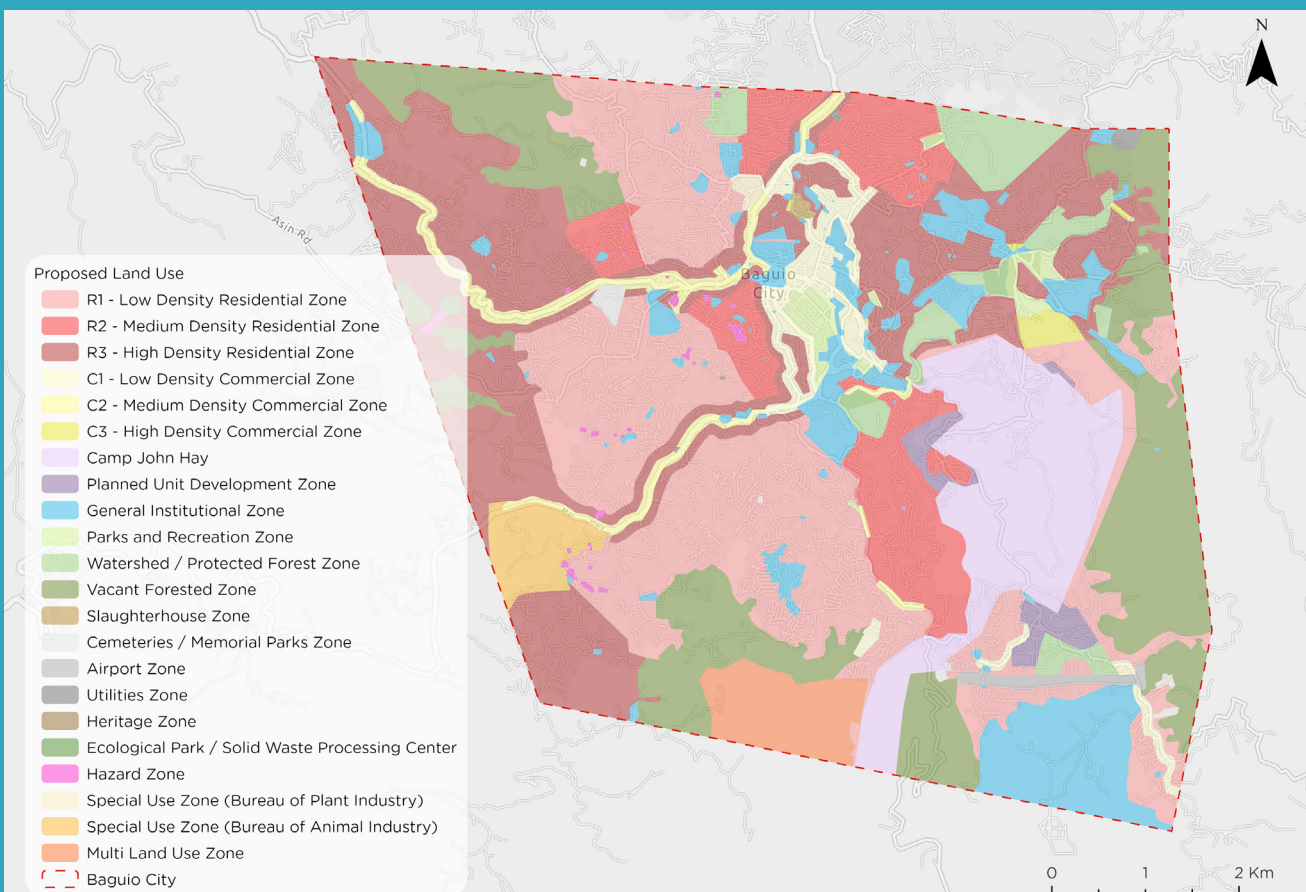 N
Asin Rd
Baguio
City
Proposed Land Use
R1 - Low Density Residential Zone
R2 - Medium Density Residential Zone
R3 - High Density Residential Zone
C1 - Low Density Commercial Zone
C2 - Medium Density Commercial Zone
C3 - High Density Commercial Zone
Camp John Hay
Planned Unit Development Zone
General Institutional Zone
Parks and Recreation Zone
Watershed / Protected Forest Zone
Vacant Forested Zone
Slaughterhouse Zone
Cemeteries / Memorial Parks Zone
Airport Zone
Utilities Zone
Heritage Zone
Ecological Park / Solid Waste Processing Center
Hazard Zone
Special Use Zone (Bureau of Plant Industry)
Special Use Zone (Bureau of Animal Industry)
Multi Land Use Zone
Baguio City
Hwy
0 1 2 Km